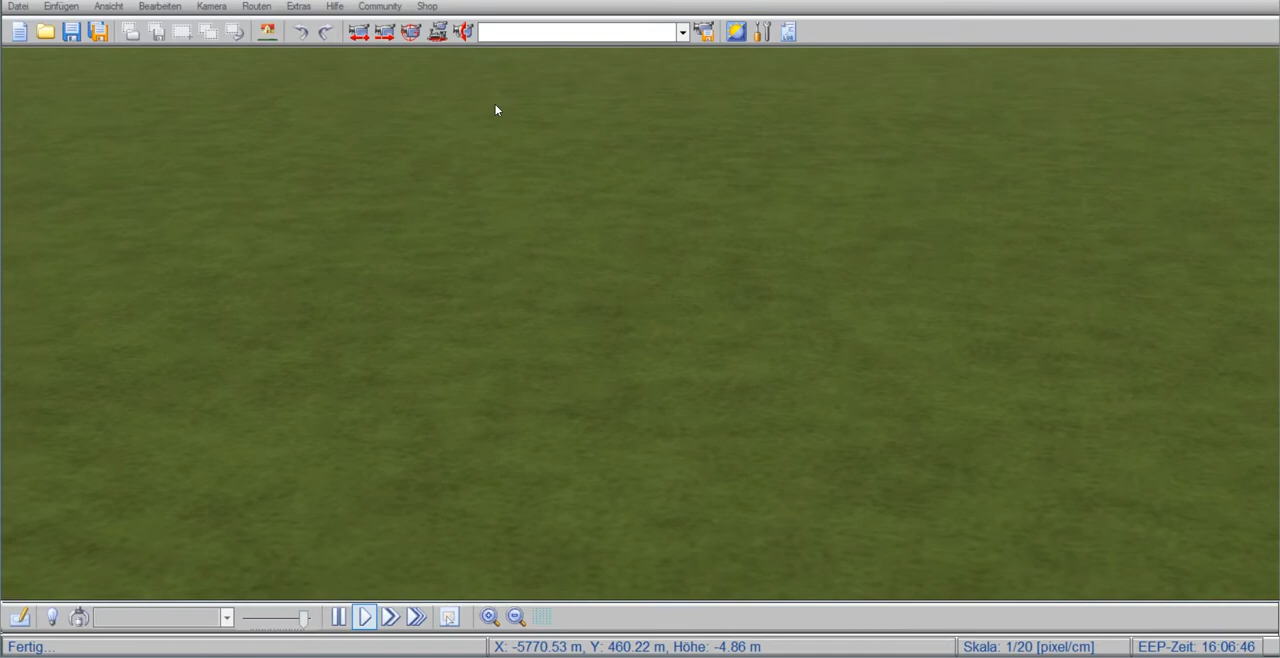 Datei Einfügen Ansicht Bearbeiten Kamera Routen Extras Hilfe Community Shop
Fertig... X: -5770.53 m, Y: 460.22 m, Höhe: -4.86 m Skala: 1/20 [pixel/cm] EEP-Zeit: 16:06:46